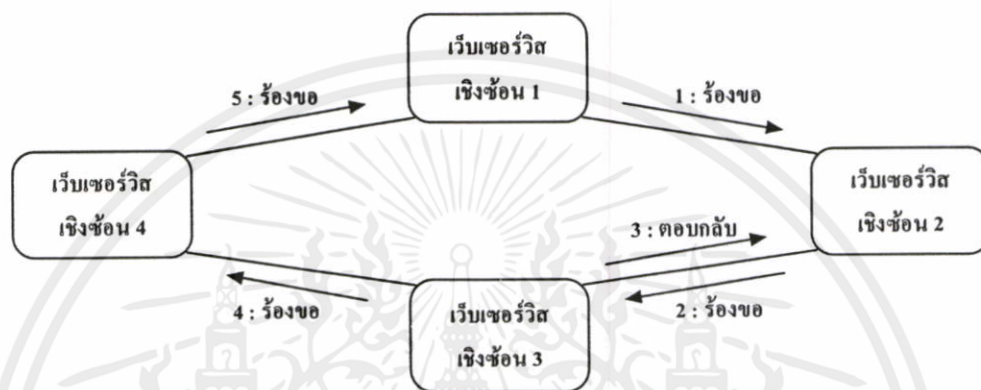 เว็บเซอร์วิส
เชิงซ้อน 1
5 : ร้องขอ
1 : ร้องขอ
เว็บเซอร์วิส
เชิงซ้อน 4
เว็บเซอร์วิส
เชิงซ้อน 2
3 : ตอบกลับ
4 : ร้องขอ
2 : ร้องขอ
เว็บเซอร์วิส
เชิงซ้อน 3